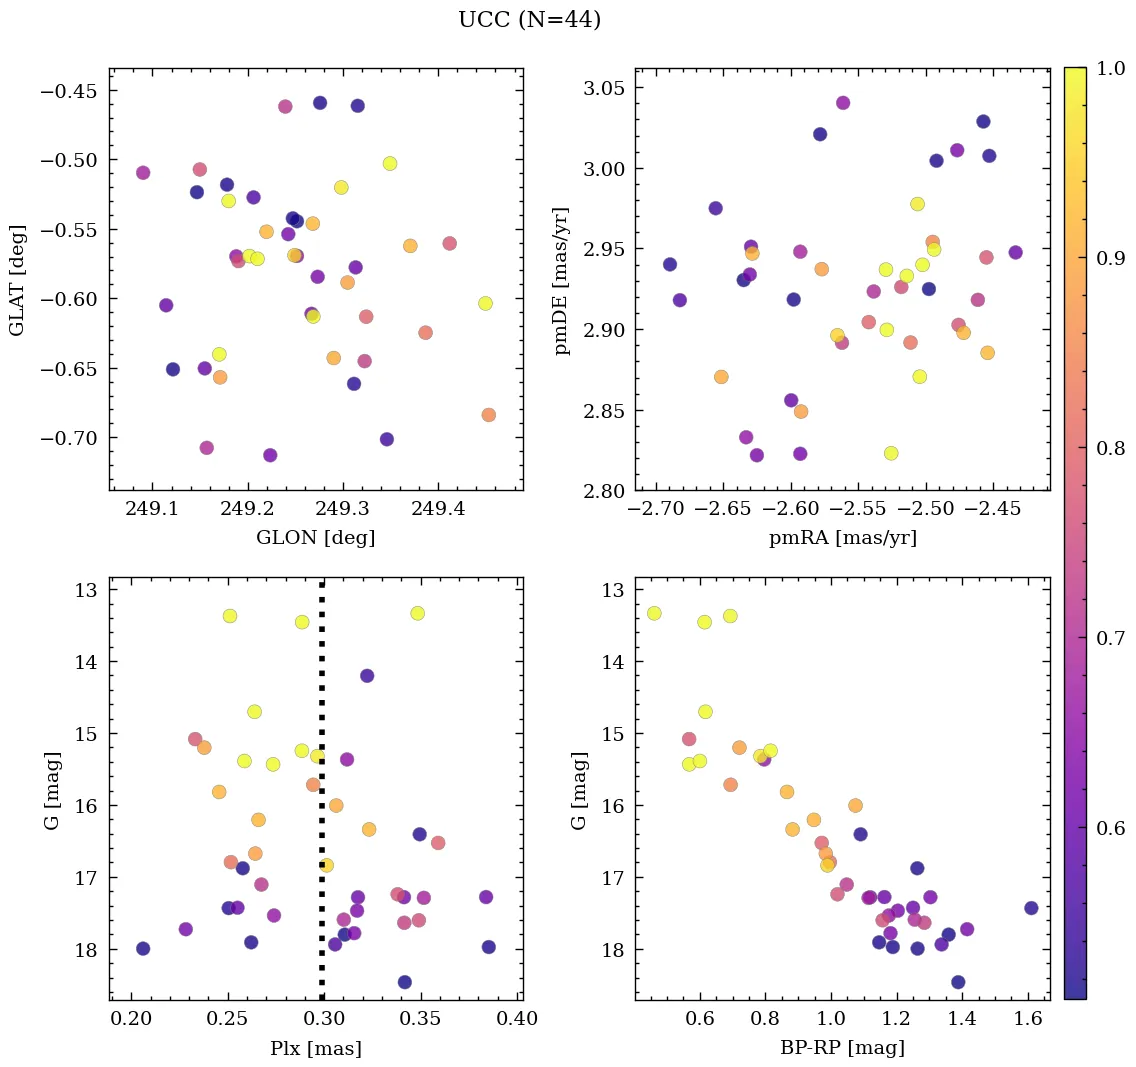 UCC (N=44)
−0.45
−0.50
−0.55
−0.60
−0.65
−0.70
GLAT [deg]
249.1 249.2 249.3 249.4
GLON [deg]
3.05
3.00
2.95
2.90
2.85
2.80
pmDE [mas/yr]
−2.70 −2.65 −2.60 −2.55 −2.50 −2.45
pmRA [mas/yr]
13
14
15
16
17
18
G [mag]
0.20 0.25 0.30 0.35 0.40
Plx [mas]
13
14
15
16
17
18
G [mag]
0.6 0.8 1.0 1.2 1.4 1.6
BP-RP [mag]
1.0
0.9
0.8
0.7
0.6